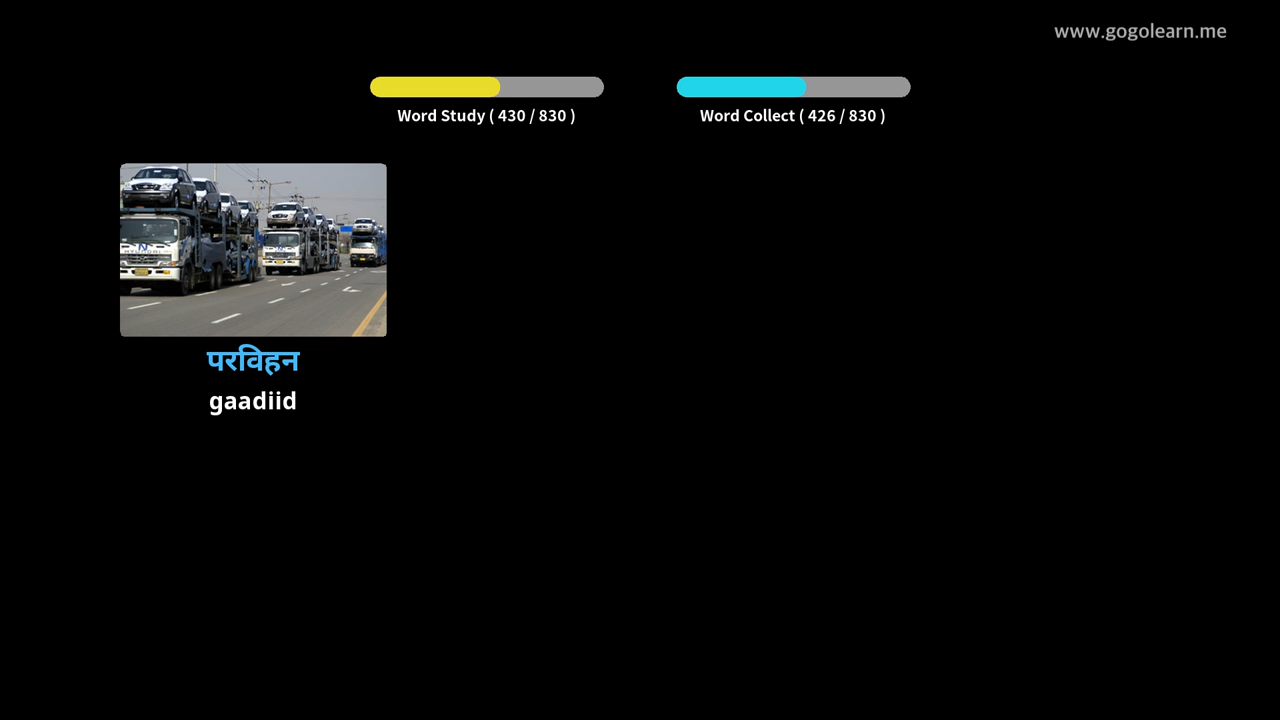 www.gogolearn.me
Word Study ( 430 / 830 )
Word Collect ( 426 / 830 )
परविहन
gaadiid